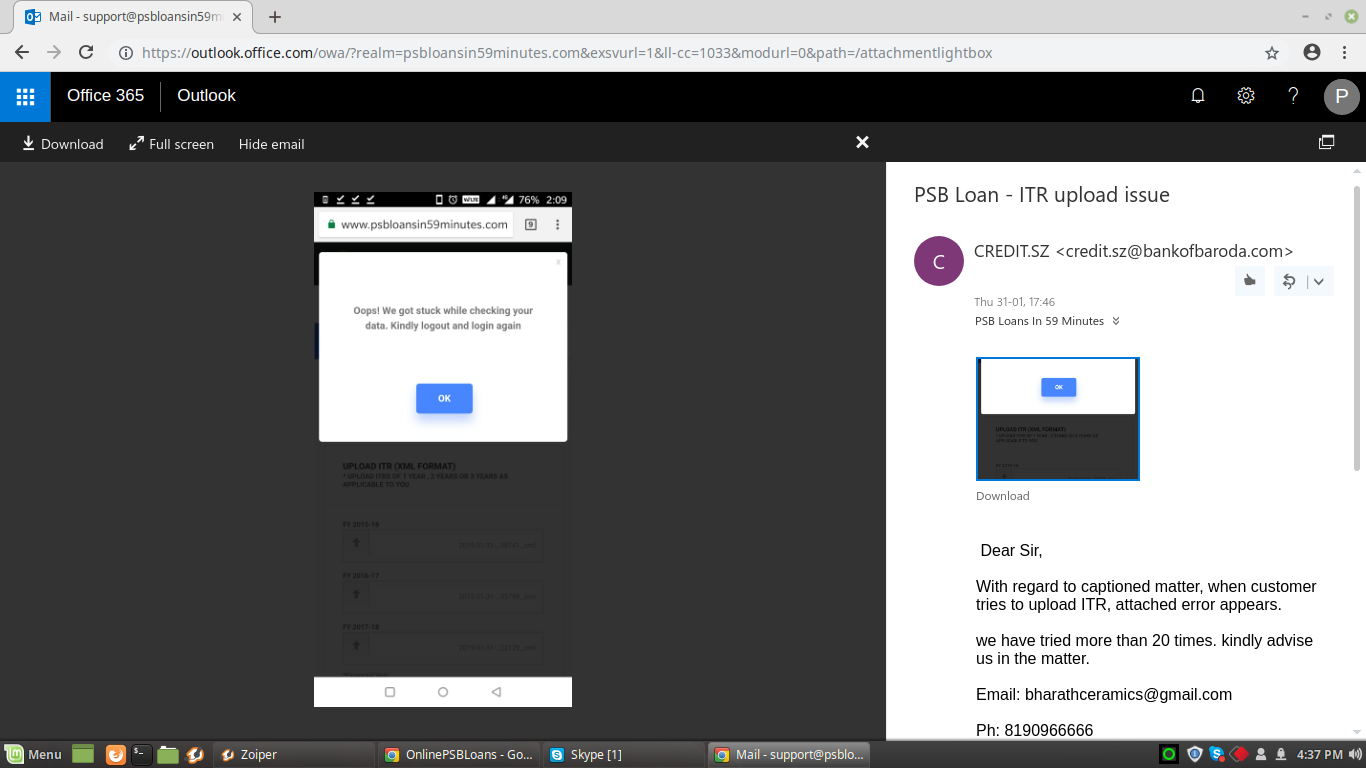 Mail - support@psbloansin59m
https://outlook.office.com/owa/?realm=psbloansin59minutes.com&exsvurl=1&ll-cc=1033&modurl=0&path=/attachmentlightbox
Office 365
Outlook
P
Download
Full screen
Hide email
76% 2:09
www.psbloansin59minutes.com
9
x
Oops! We got stuck while checking your
data. Kindly logout and login again
OK
UPLOAD ITR (XML FORMAT)
* UPLOAD ITRS OF 1 YEAR , 2 YEARS OR 3 YEARS AS
APPLICABLE TO YOU
FY 2015-16
FY 2016-17
FY 2017-18
PSB Loan - ITR upload issue
C
CREDIT.SZ <credit.sz@bankofbaroda.com>
Thu 31-01, 17:46
PSB Loans In 59 Minutes
OK
UPLOAD ITR (XML FORMAT)
Download
Dear Sir,
With regard to captioned matter, when customer
tries to upload ITR, attached error appears.
we have tried more than 20 times. kindly advise
us in the matter.
Email: bharathceramics@gmail.com
Ph: 8190966666
Menu
Zoiper
OnlinePSBLoans - Go...
Skype [1]
Mail - support@psblo...
4:37 PM